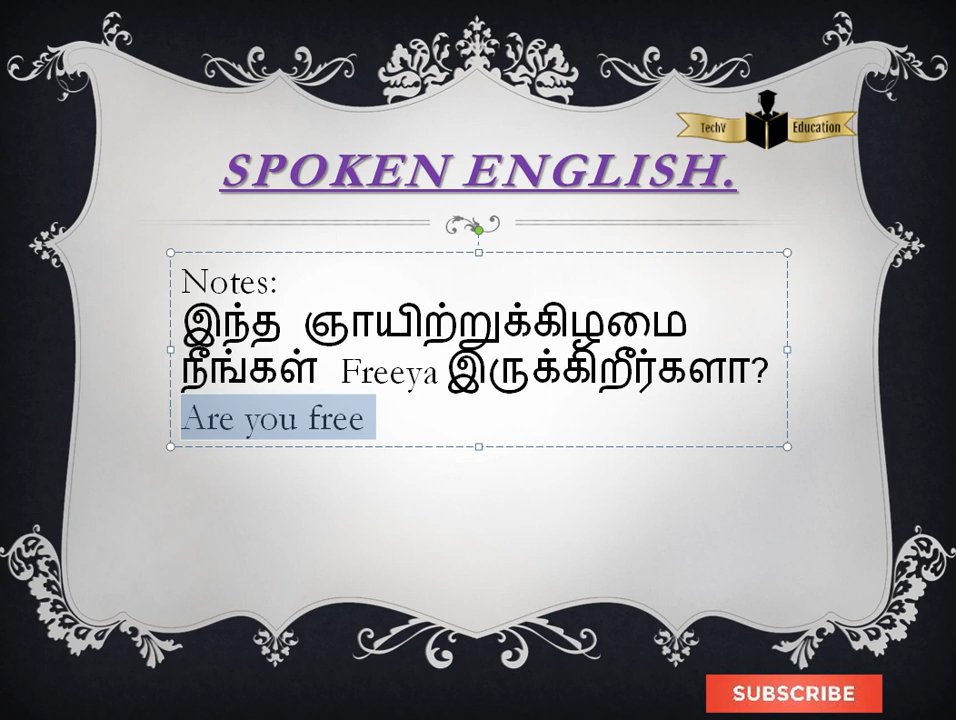 TechV Education
SPOKEN ENGLISH.
Notes:
இந்த ஞாயிற்றுக்கிழமை
நீங்கள் Freeya இருக்கிறீர்களா?
Are you free
SUBSCRIBE